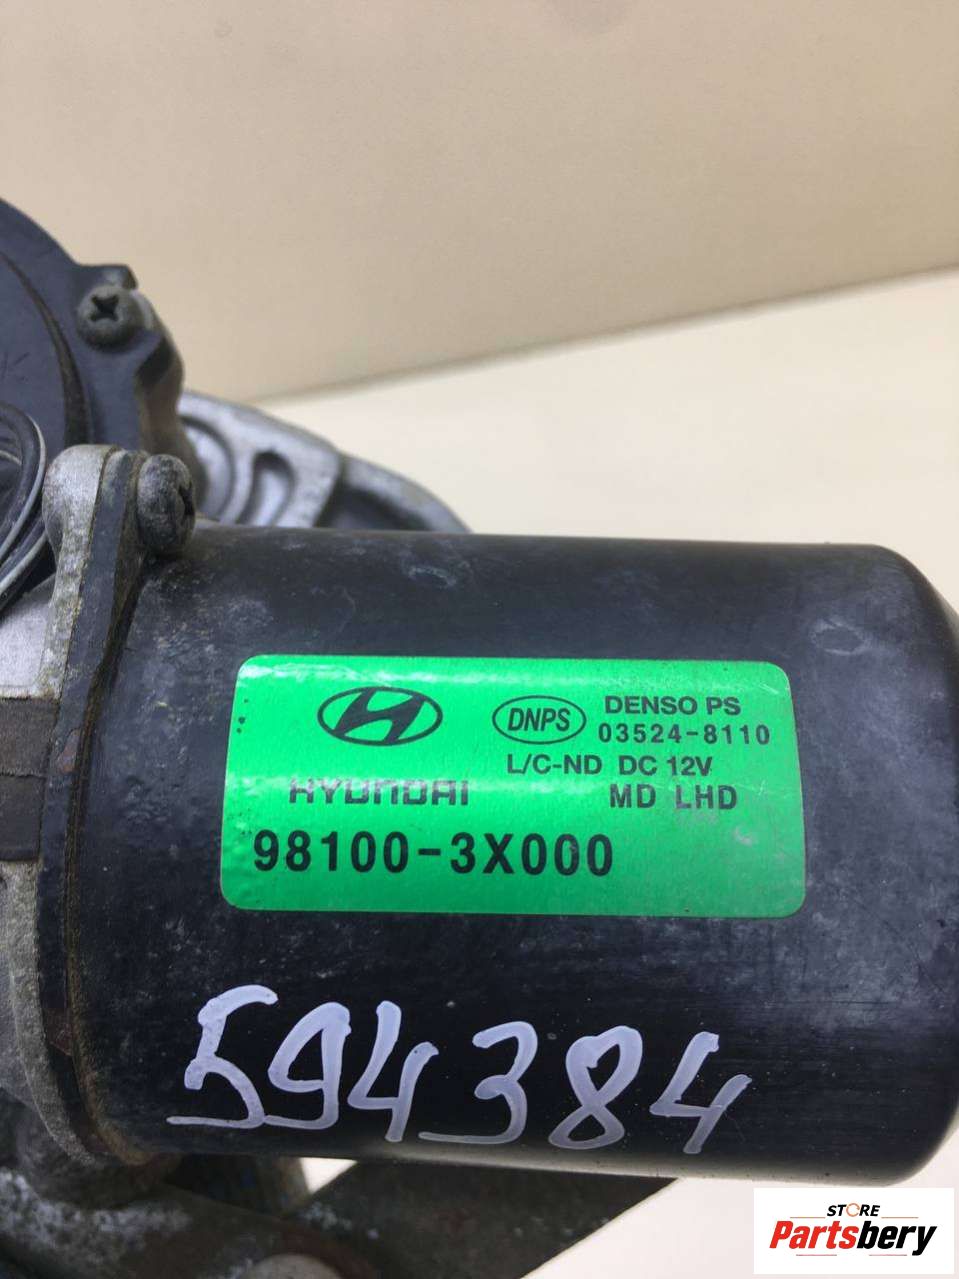 HYUNDAI
DNPS
DENSO PS
03524-8110
L/C-ND DC 12V
MD LHD
98100-3X000
594384
STORE
Partsbery